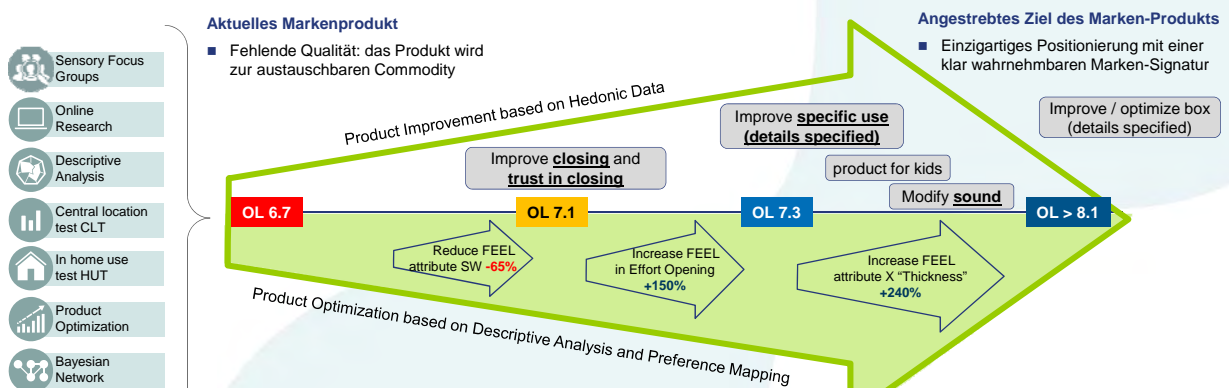 Aktuelles Markenprodukt
■ Fehlende Qualität: das Produkt wird
zur austauschbaren Commodity
Angestrebtes Ziel des Marken-Produkts
■ Einzigartiges Positionierung mit einer
klar wahrnehmbaren Marken-Signatur
Sensory Focus
Groups
Online
Research
Descriptive
Analysis
Central location
test CLT
In home use
test HUT
Product
Optimization
Bayesian
Network
Product Improvement based on Hedonic Data
Improve closing and
trust in closing
Improve specific use
(details specified)
product for kids
Modify sound
Improve / optimize box
(details specified)
OL 6.7
OL 7.1
OL 7.3
OL > 8.1
Reduce FEEL
attribute SW -65%
Increase FEEL
in Effort Opening
+150%
Increase FEEL
attribute X “Thickness”
+240%
Product Optimization based on Descriptive Analysis and Preference Mapping